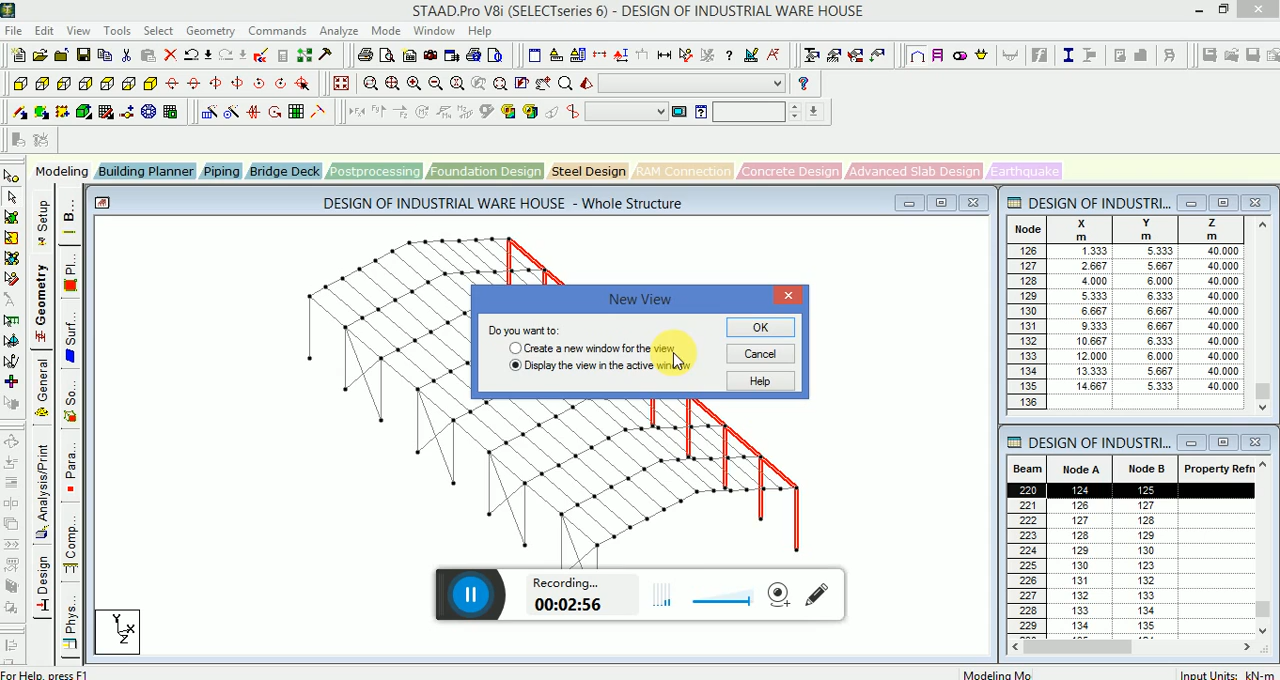 STAAD.Pro V8i (SELECTseries 6) - DESIGN OF INDUSTRIAL WARE HOUSE
File Edit View Tools Select Geometry Commands Analyze Mode Window Help
Modeling Building Planner Piping Bridge Deck Postprocessing Foundation Design Steel Design RAM Connection Concrete Design Advanced Slab Design Earthquake
Setup
Geometry
General
Analysis/Print
Design
B...
Pl...
Surf...
So...
Para...
Comp...
Phys...
DESIGN OF INDUSTRIAL WARE HOUSE - Whole Structure
New View
Do you want to:
Create a new window for the view
Display the view in the active window
OK
Cancel
Help
Recording...
00:02:56
Y
X
Z
DESIGN OF INDUSTRI...
Node X m Y m Z m
126 1.333 5.333 40.000
127 2.667 5.667 40.000
128 4.000 6.000 40.000
129 5.333 6.333 40.000
130 6.667 6.667 40.000
131 9.333 6.667 40.000
132 10.667 6.333 40.000
133 12.000 6.000 40.000
134 13.333 5.667 40.000
135 14.667 5.333 40.000
136
DESIGN OF INDUSTRI...
Beam Node A Node B Property Refn
220 124 125
221 126 127
222 127 128
223 128 129
224 129 130
225 130 123
226 131 132
227 132 133
228 133 134
229 134 135
For Help, press F1
Modeling Mo
Input Units: kN-m